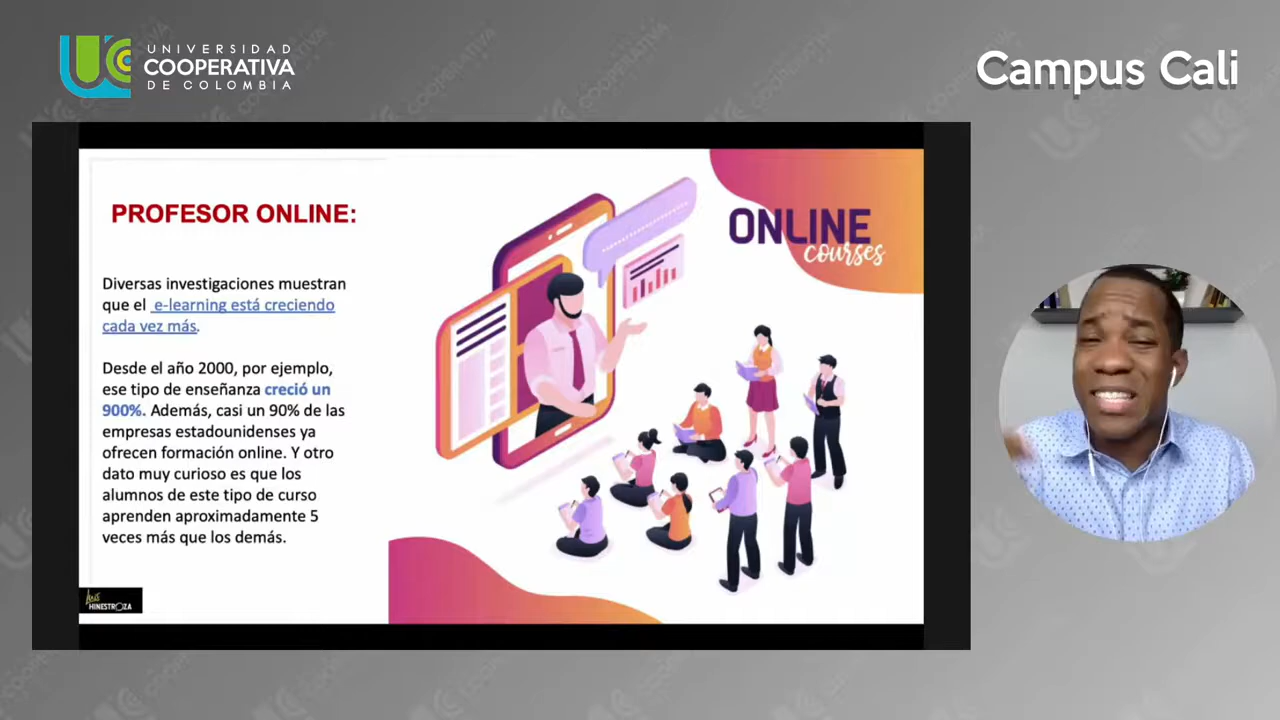 UNIVERSIDAD
COOPERATIVA
DE COLOMBIA
Campus Cali
PROFESOR ONLINE:
Diversas investigaciones muestran
que el e-learning está creciendo
cada vez más.
Desde el año 2000, por ejemplo,
ese tipo de enseñanza creció un
900%. Además, casi un 90% de las
empresas estadounidenses ya
ofrecen formación online. Y otro
dato muy curioso es que los
alumnos de este tipo de curso
aprenden aproximadamente 5
veces más que los demás.
ONLINE
courses
HINESTROZA